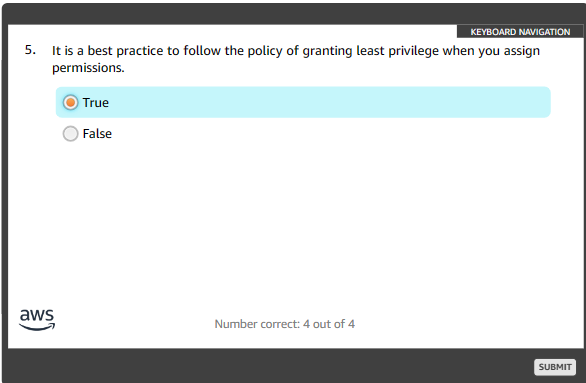 KEYBOARD NAVIGATION
5. It is a best practice to follow the policy of granting least privilege when you assign
permissions.
True
False
aws
Number correct: 4 out of 4
SUBMIT